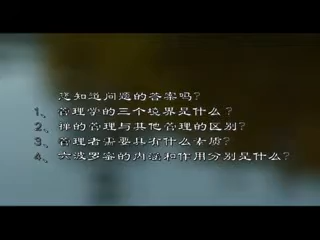 想知道问题的答案吗?
1、管理学的三个境界是什么?
2、禅的管理与其他管理的区别?
3、管理者需要具有什么素质?
4、六波罗蜜的内涵和作用分别是什么?